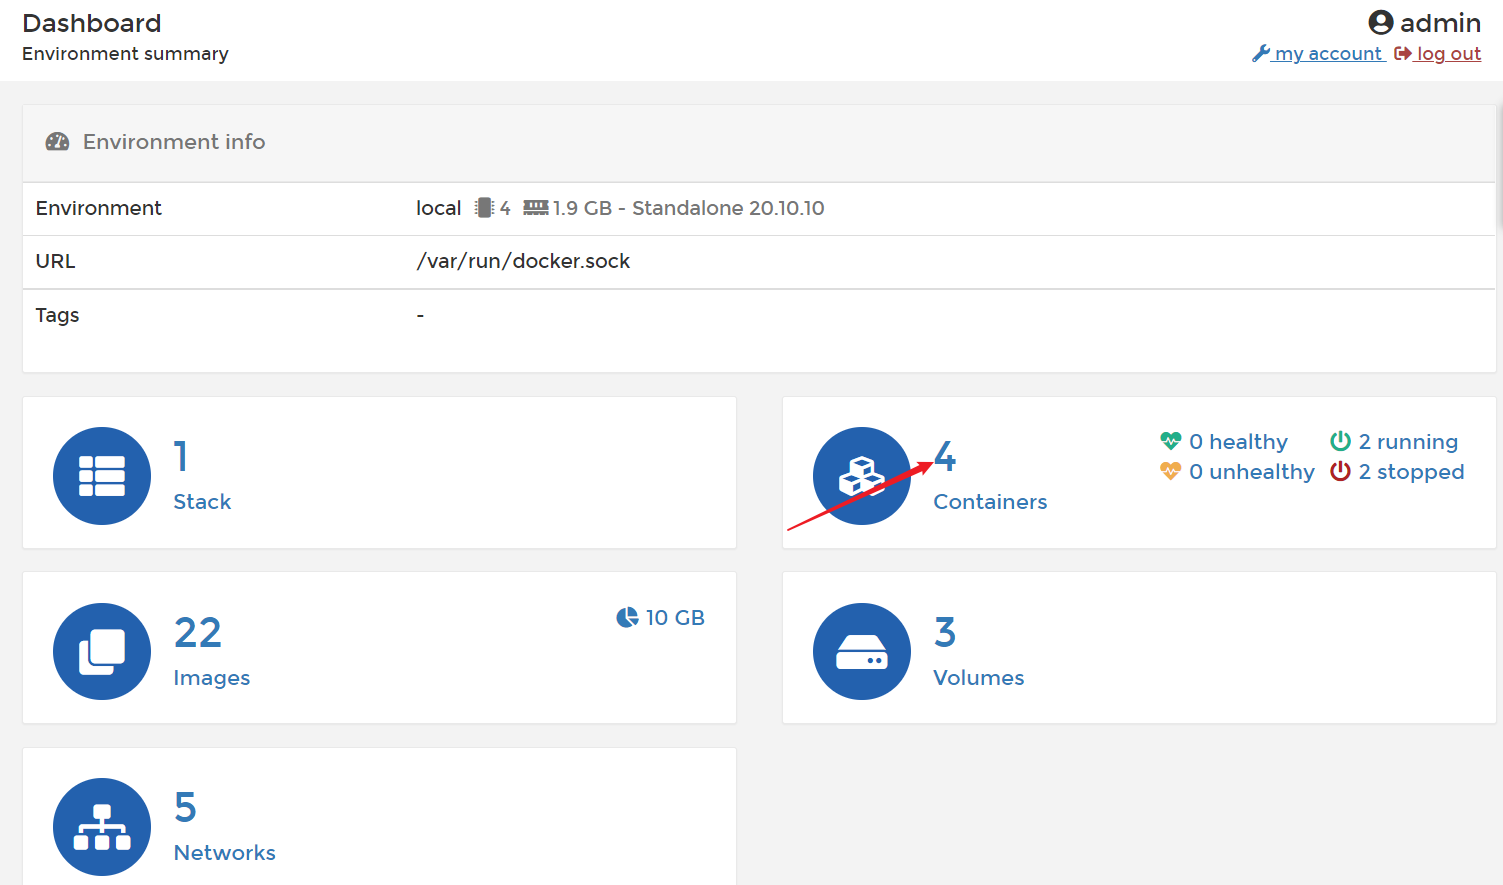 Dashboard
admin
Environment summary
my account log out
Environment info
Environment local 4 1.9 GB - Standalone 20.10.10
URL /var/run/docker.sock
Tags -
1
Stack
4
Containers
0 healthy 2 running
0 unhealthy 2 stopped
22
Images
10 GB
3
Volumes
5
Networks